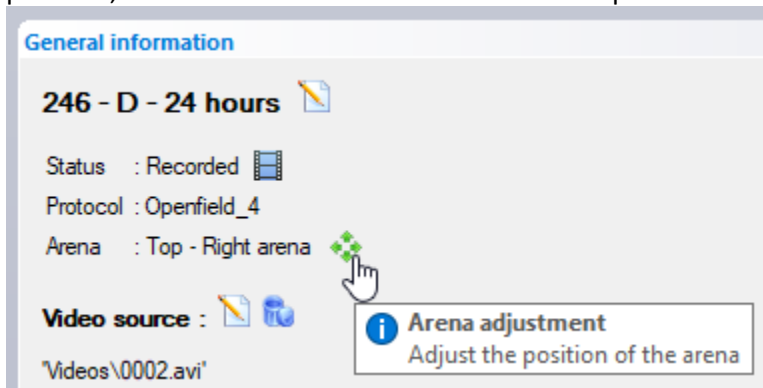 General information
246 - D - 24 hours
Status : Recorded
Protocol : Openfield_4
Arena : Top - Right arena
Video source :
Arena adjustment
Adjust the position of the arena
'Videos\0002.avi'